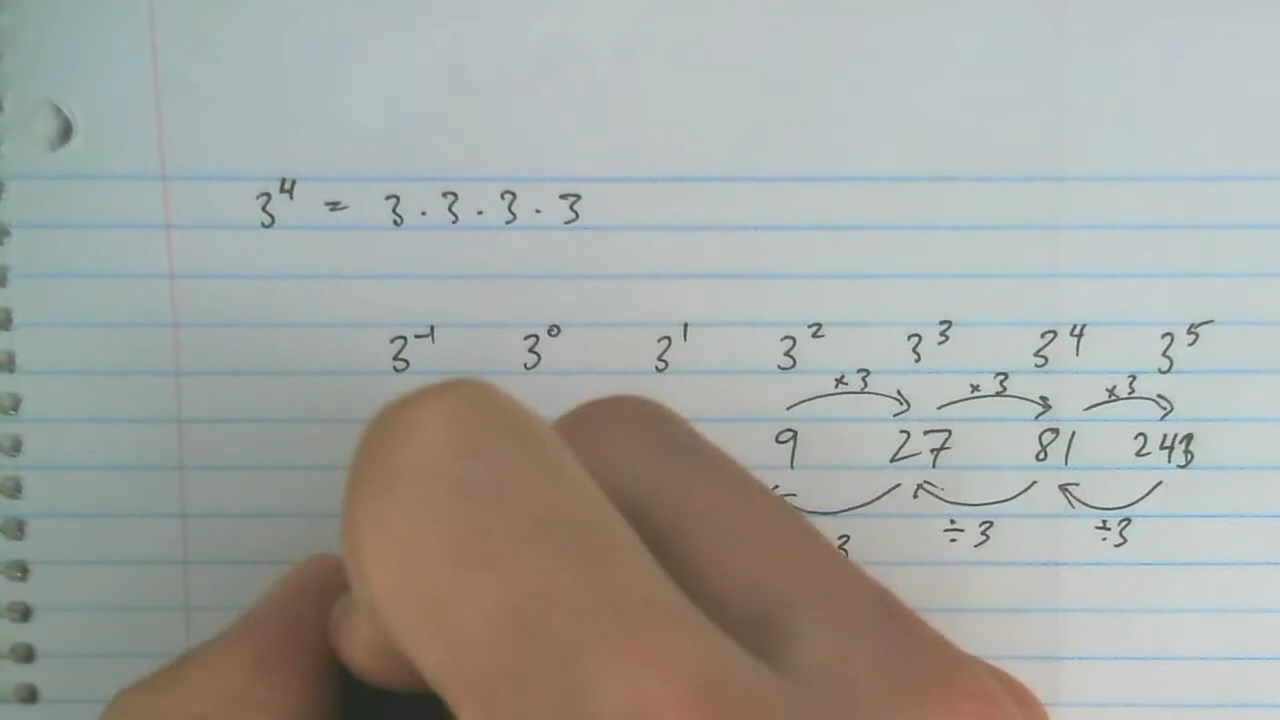 3⁴ = 3 · 3 · 3 · 3
3⁻¹ 3⁰ 3¹ 3² 3³ 3⁴ 3⁵
×3 ×3 ×3
9 27 81 243
3 ÷3 ÷3